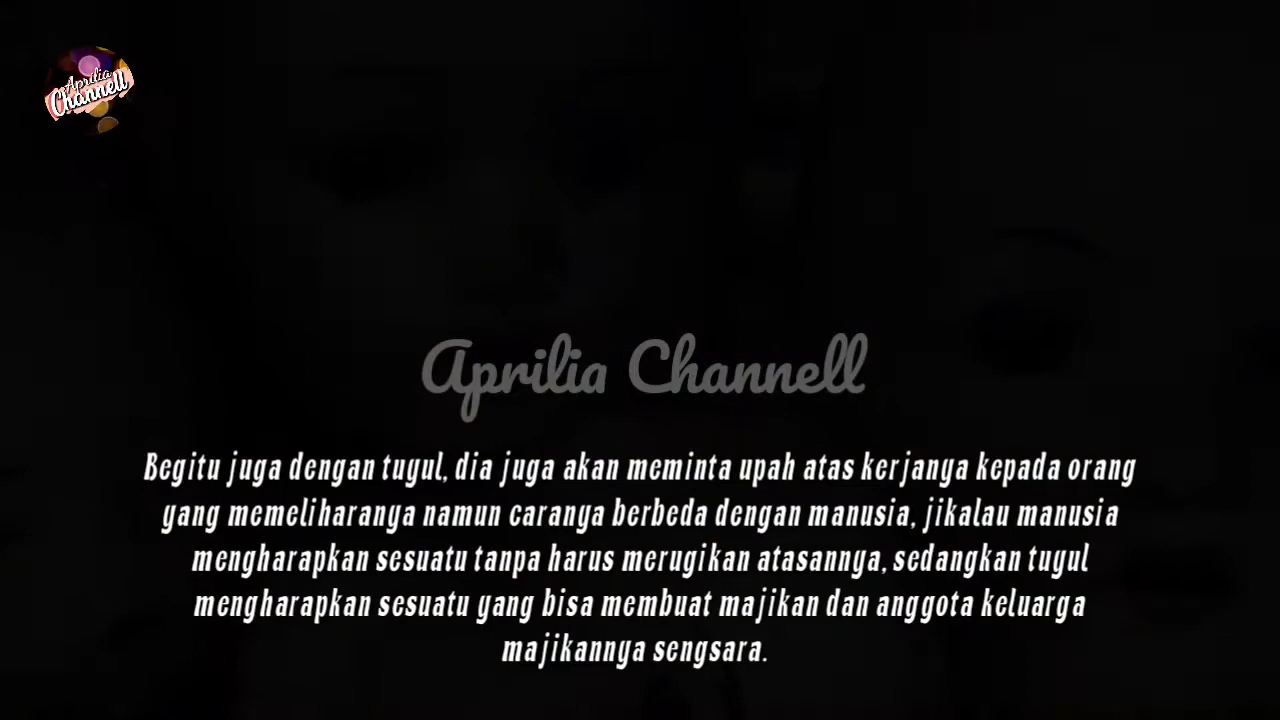 Aprilia
Channell
Aprilia Channell
Begitu juga dengan tuyul, dia juga akan meminta upah atas kerjanya kepada orang
yang memeliharanya namun caranya berbeda dengan manusia, jikalau manusia
mengharapkan sesuatu tanpa harus merugikan atasannya, sedangkan tuyul
mengharapkan sesuatu yang bisa membuat majikan dan anggota keluarga
majikannya sengsara.